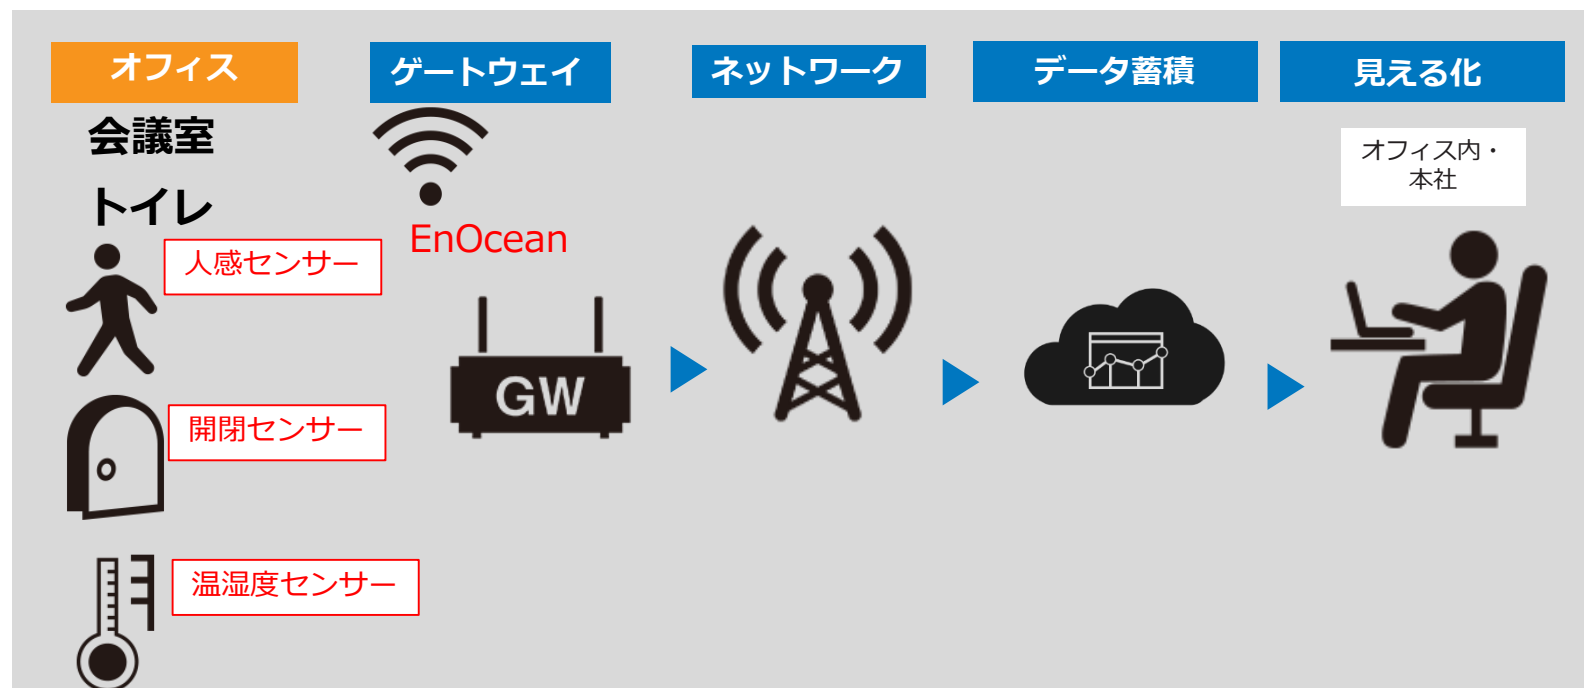 オフィス
ゲートウェイ
ネットワーク
データ蓄積
見える化
会議室
トイレ
人感センサー
開閉センサー
温湿度センサー
EnOcean
GW
オフィス内・
本社